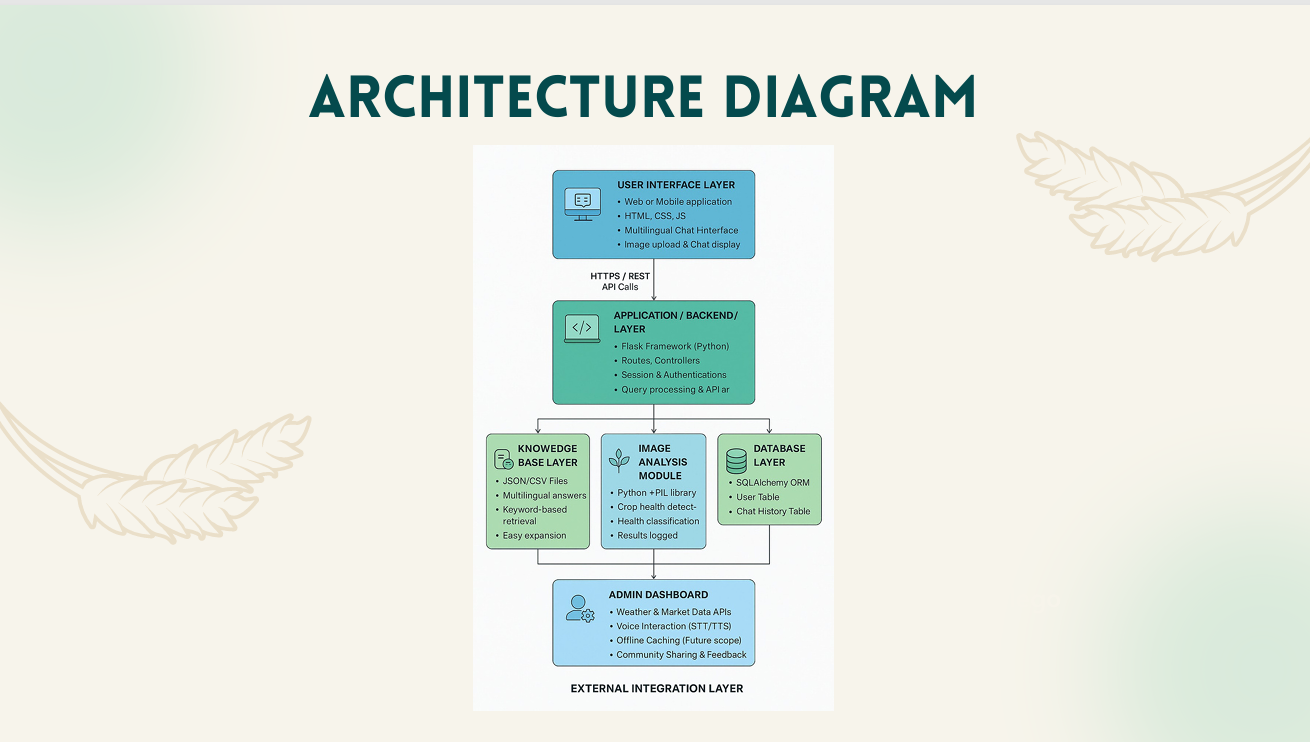 ARCHITECTURE DIAGRAM
USER INTERFACE LAYER
• Web or Mobile application
• HTML, CSS, JS
• Multilingual Chat Hinterface
• Image upload & Chat display
HTTPS / REST
API Calls
</>
APPLICATION / BACKEND /
LAYER
• Flask Framework (Python)
• Routes, Controllers
• Session & Authentications
• Query processing & API ar
KNOWEDGE
BASE LAYER
• JSON/CSV Files
• Multilingual answers
• Keyword-based
retrieval
• Easy expansion
IMAGE
ANALYSIS
MODULE
• Python +PIL library
• Crop health detect-
• Health classification
• Results logged
DATABASE
LAYER
• SQLAlchemy ORM
• User Table
• Chat History Table
ADMIN DASHBOARD
• Weather & Market Data APIs
• Voice Interaction (STT/TTS)
• Offline Caching (Future scope)
• Community Sharing & Feedback
EXTERNAL INTEGRATION LAYER